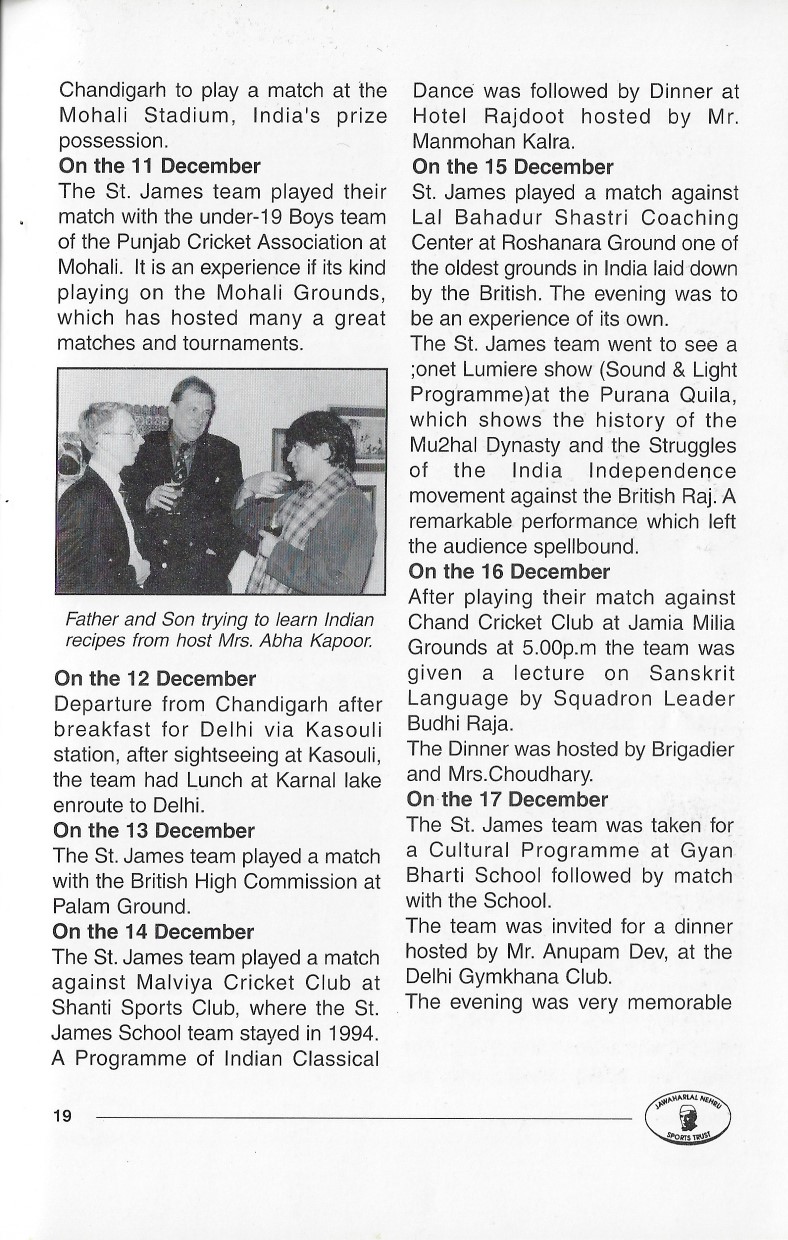 Chandigarh to play a match at the
Mohali Stadium, India's prize
possession.
On the 11 December
The St. James team played their
match with the under-19 Boys team
of the Punjab Cricket Association at
Mohali. It is an experience if its kind
playing on the Mohali Grounds,
which has hosted many a great
matches and tournaments.
Father and Son trying to learn Indian
recipes from host Mrs. Abha Kapoor.
On the 12 December
Departure from Chandigarh after
breakfast for Delhi via Kasouli
station, after sightseeing at Kasouli,
the team had Lunch at Karnal lake
enroute to Delhi.
On the 13 December
The St. James team played a match
with the British High Commission at
Palam Ground.
On the 14 December
The St. James team played a match
against Malviya Cricket Club at
Shanti Sports Club, where the St.
James School team stayed in 1994.
A Programme of Indian Classical
Dance was followed by Dinner at
Hotel Rajdoot hosted by Mr.
Manmohan Kalra.
On the 15 December
St. James played a match against
Lal Bahadur Shastri Coaching
Center at Roshanara Ground one of
the oldest grounds in India laid down
by the British. The evening was to
be an experience of its own.
The St. James team went to see a
;onet Lumiere show (Sound & Light
Programme)at the Purana Quila,
which shows the history of the
Mu2hal Dynasty and the Struggles
of the India Independence
movement against the British Raj. A
remarkable performance which left
the audience spellbound.
On the 16 December
After playing their match against
Chand Cricket Club at Jamia Milia
Grounds at 5.00p.m the team was
given a lecture on Sanskrit
Language by Squadron Leader
Budhi Raja.
The Dinner was hosted by Brigadier
and Mrs.Choudhary.
On the 17 December
The St. James team was taken for
a Cultural Programme at Gyan
Bharti School followed by match
with the School.
The team was invited for a dinner
hosted by Mr. Anupam Dev, at the
Delhi Gymkhana Club.
The evening was very memorable
19
JAWAHARLAL NEHRU
SPORTS TRUST